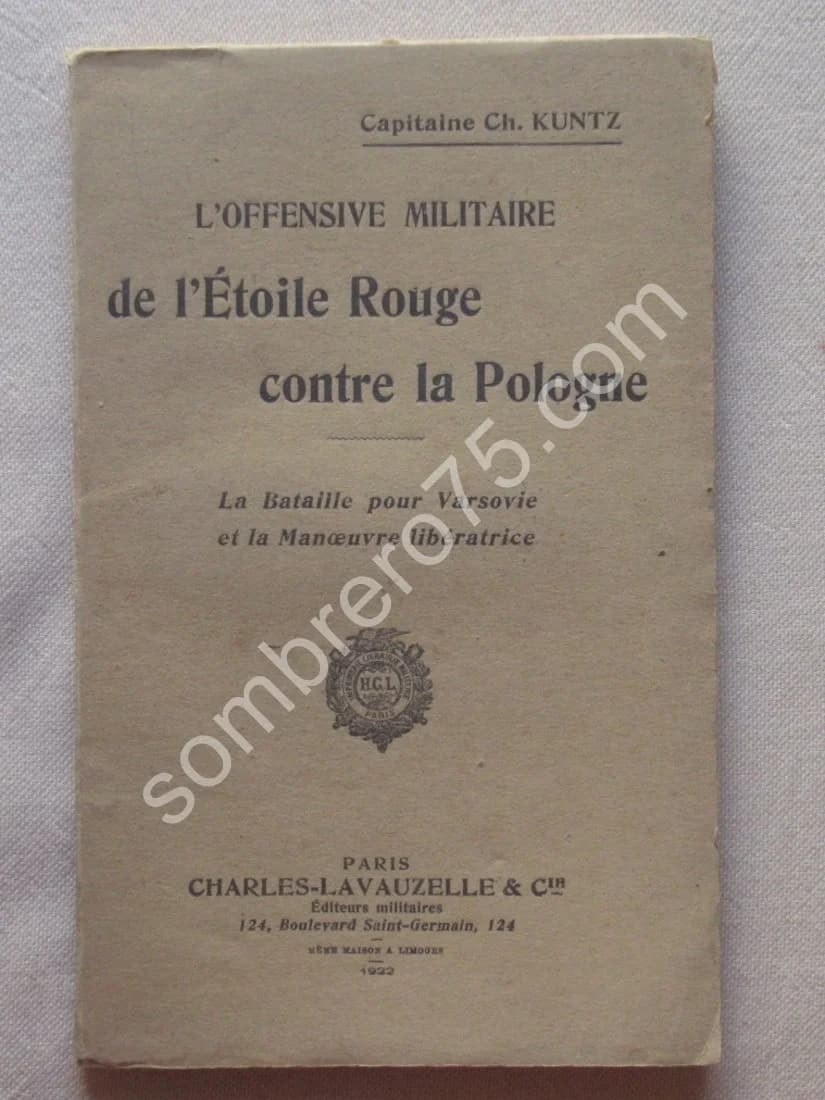 Capitaine Ch. KUNTZ
L'OFFENSIVE MILITAIRE
de l'Étoile Rouge
contre la Pologne
La Bataille pour Varsovie
et la Manœuvre libératrice
H.C.L.
PARIS
PARIS
CHARLES-LAVAUZELLE & Cie
Éditeurs militaires
124, Boulevard Saint-Germain, 124
MÊME MAISON A LIMOGES
1922
sombrero75.com